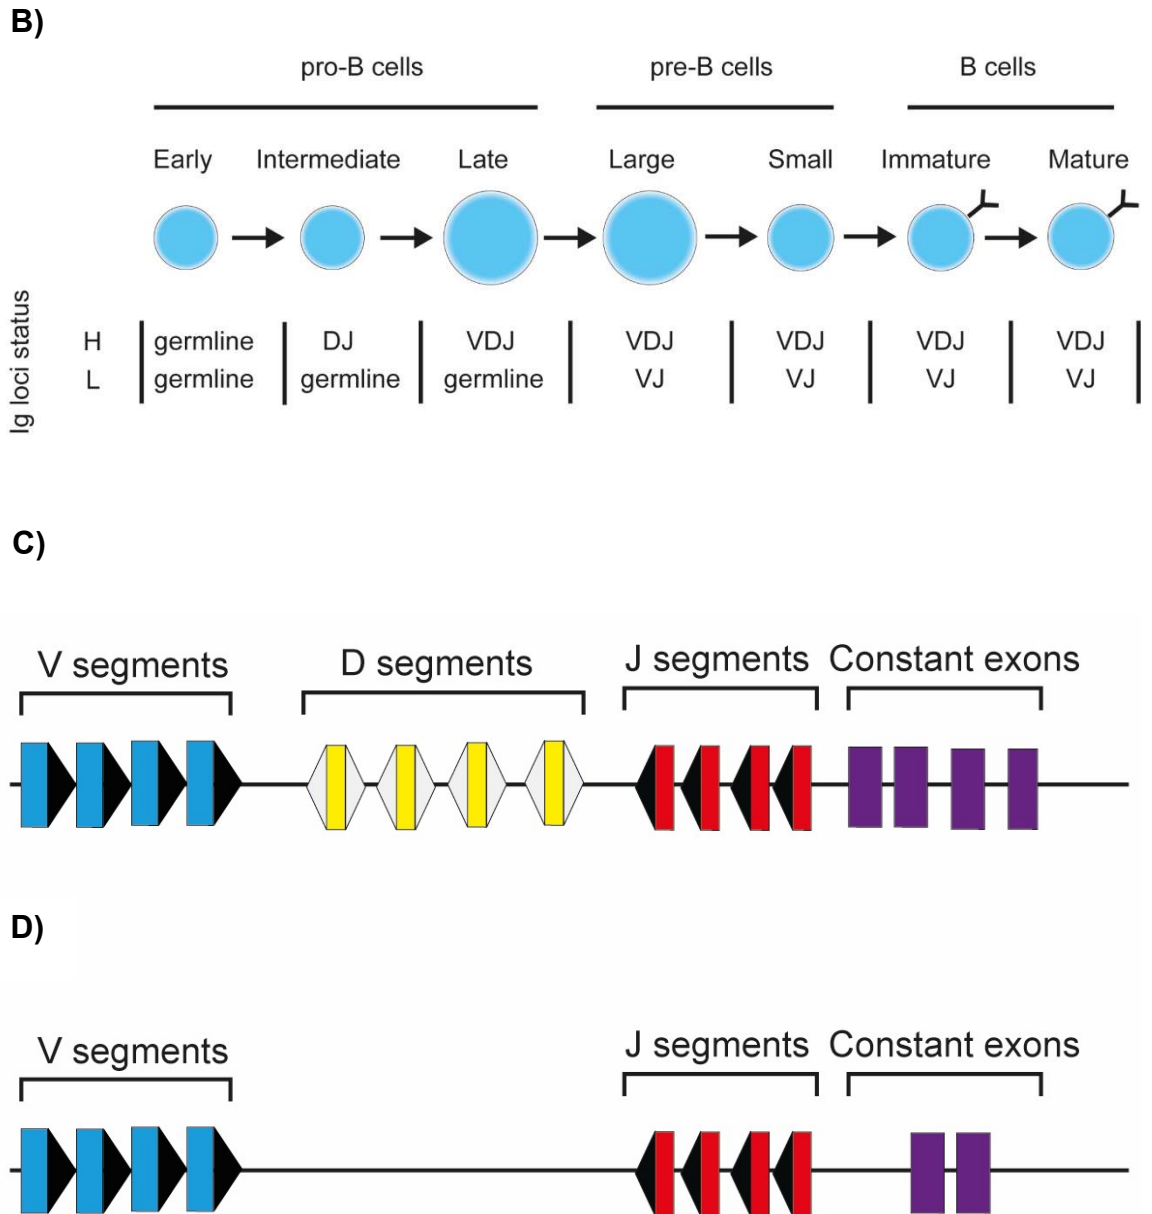 B)
pro-B cells pre-B cells B cells
Early Intermediate Late Large Small Immature Mature
Ig loci status
H germline DJ VDJ VDJ VDJ VDJ VDJ
L germline germline germline VJ VJ VJ VJ
C)
V segments D segments J segments Constant exons
D)
V segments J segments Constant exons